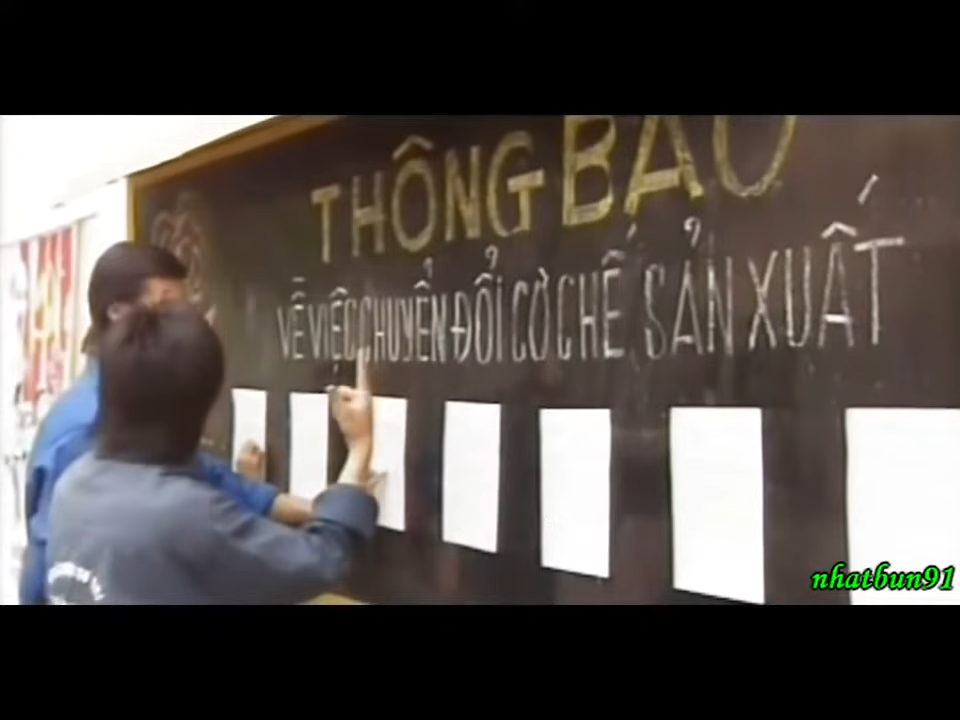 THÔNG BÁO
VỀ VIỆC CHUYỂN ĐỔI CƠ CHẾ SẢN XUẤT
nhatbun91